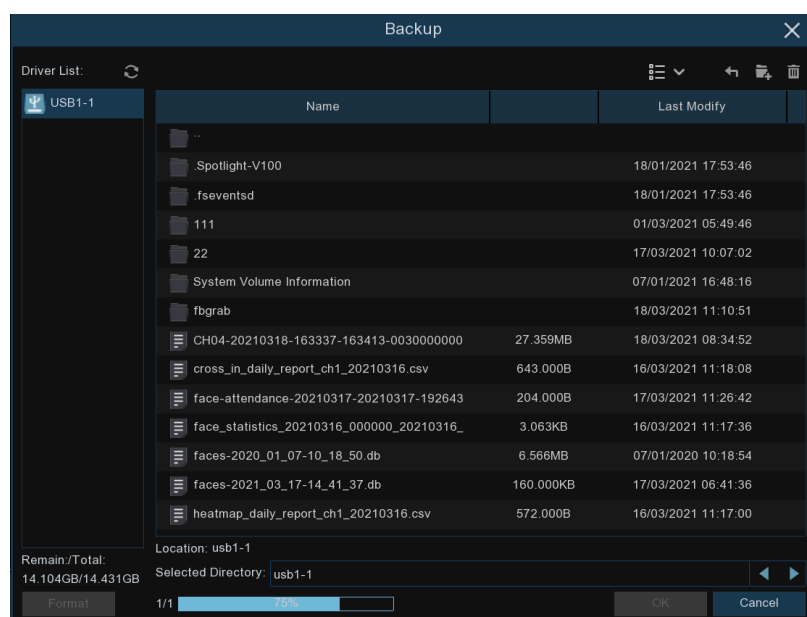 Backup
Driver List:
USB1-1
Name Last Modify
..
.Spotlight-V100 18/01/2021 17:53:46
.fseventsd 18/01/2021 17:53:46
111 01/03/2021 05:49:46
22 17/03/2021 10:07:02
System Volume Information 07/01/2021 16:48:16
fbgrab 18/03/2021 11:10:51
CH04-20210318-163337-163413-0030000000 27.359MB 18/03/2021 08:34:52
cross_in_daily_report_ch1_20210316.csv 643.000B 16/03/2021 11:18:08
face-attendance-20210317-20210317-192643 204.000B 17/03/2021 11:26:42
face_statistics_20210316_000000_20210316_ 3.063KB 16/03/2021 11:17:36
faces-2020_01_07-10_18_50.db 6.566MB 07/01/2020 10:18:54
faces-2021_03_17-14_41_37.db 160.000KB 17/03/2021 06:41:36
heatmap_daily_report_ch1_20210316.csv 572.000B 16/03/2021 11:17:00
Location: usb1-1
Remain:/Total:
14.104GB/14.431GB
Selected Directory: usb1-1
Format 1/1 75% OK Cancel